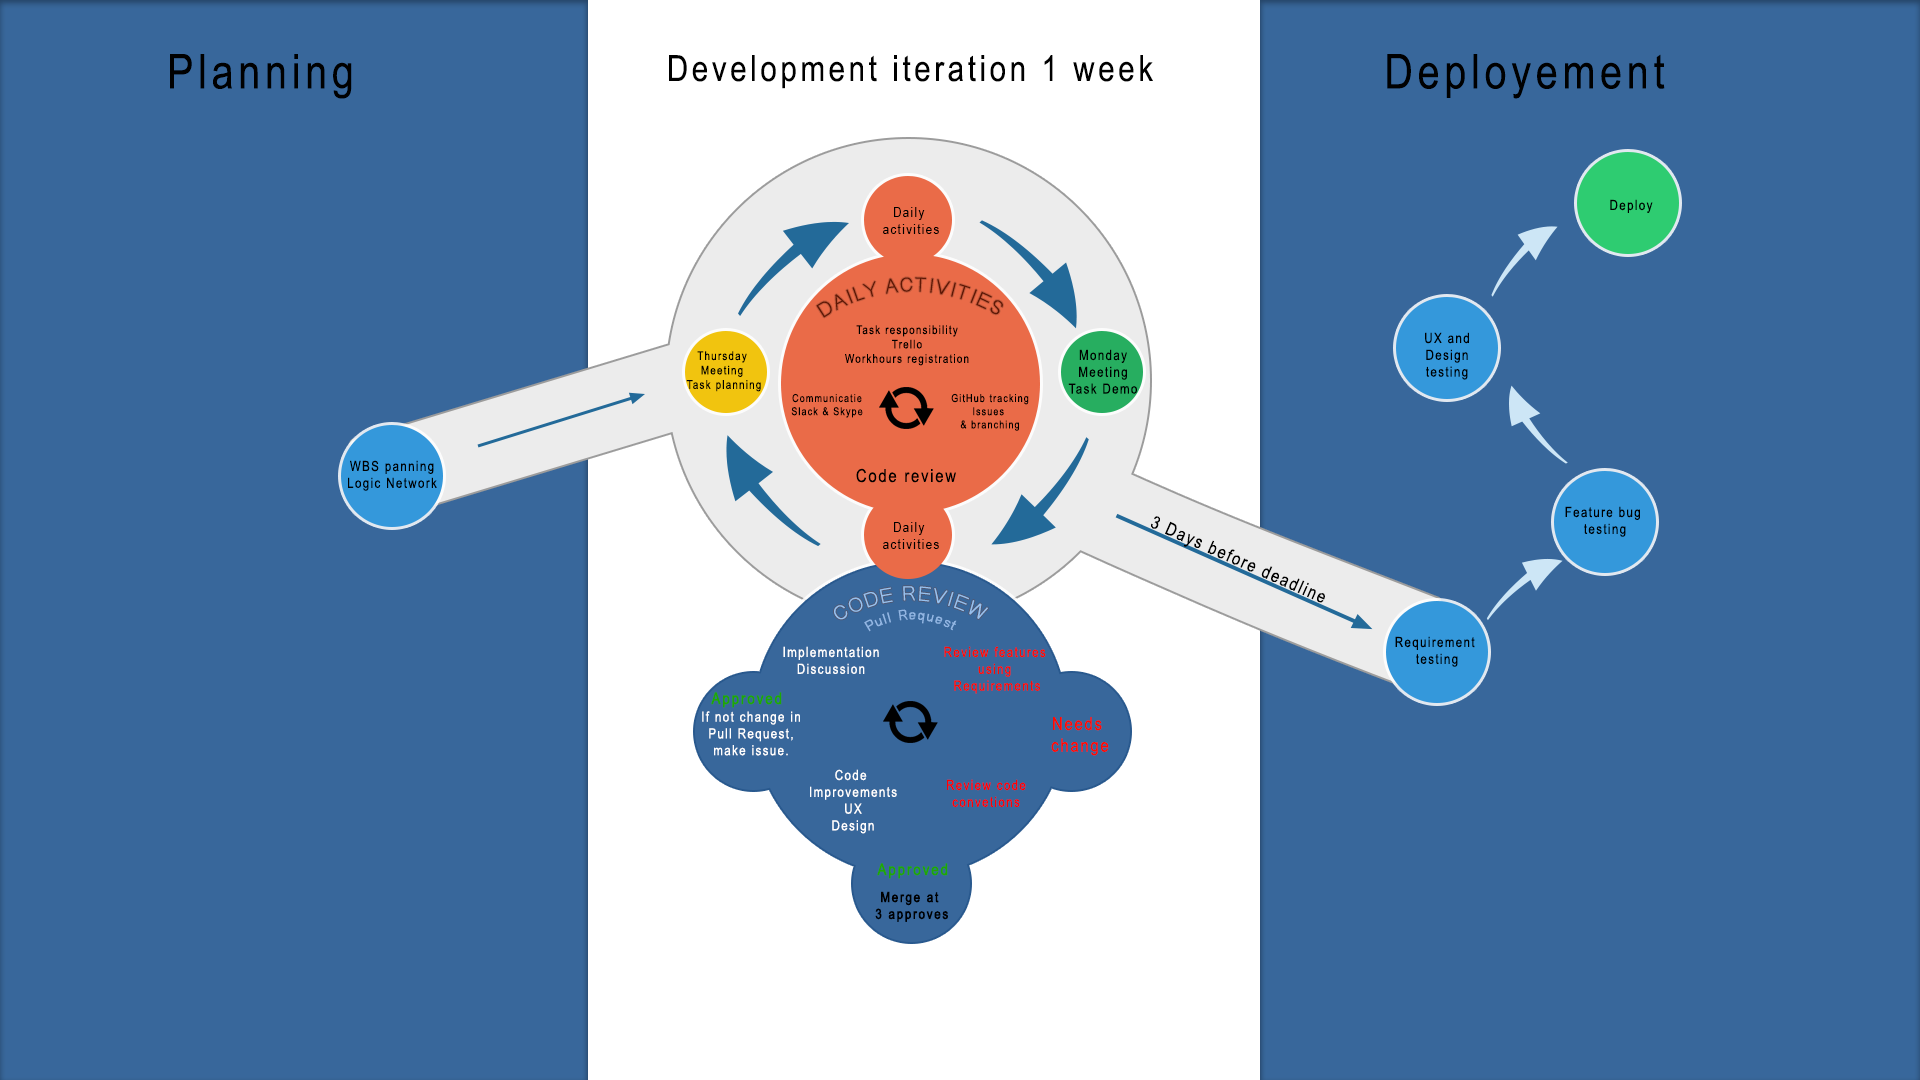 Planning
Development iteration 1 week
Deployement
WBS panning
Logic Network
Thursday
Meeting
Task planning
Daily
activities
DAILY ACTIVITIES
Task responsibility
Trello
Workhours registration
Communicatie
Slack & Skype
GitHub tracking
Issues
& branching
Code review
Monday
Meeting
Task Demo
Daily
activities
CODE REVIEW
Pull Request
Implementation
Discussion
Review features
using
Requirements
Approved
If not change in
Pull Request,
make issue.
Needs
change
Code
Improvements
UX
Design
Review code
convetions
Approved
Merge at
3 approves
3 Days before deadline
Requirement
testing
Feature bug
testing
UX and
Design
testing
Deploy